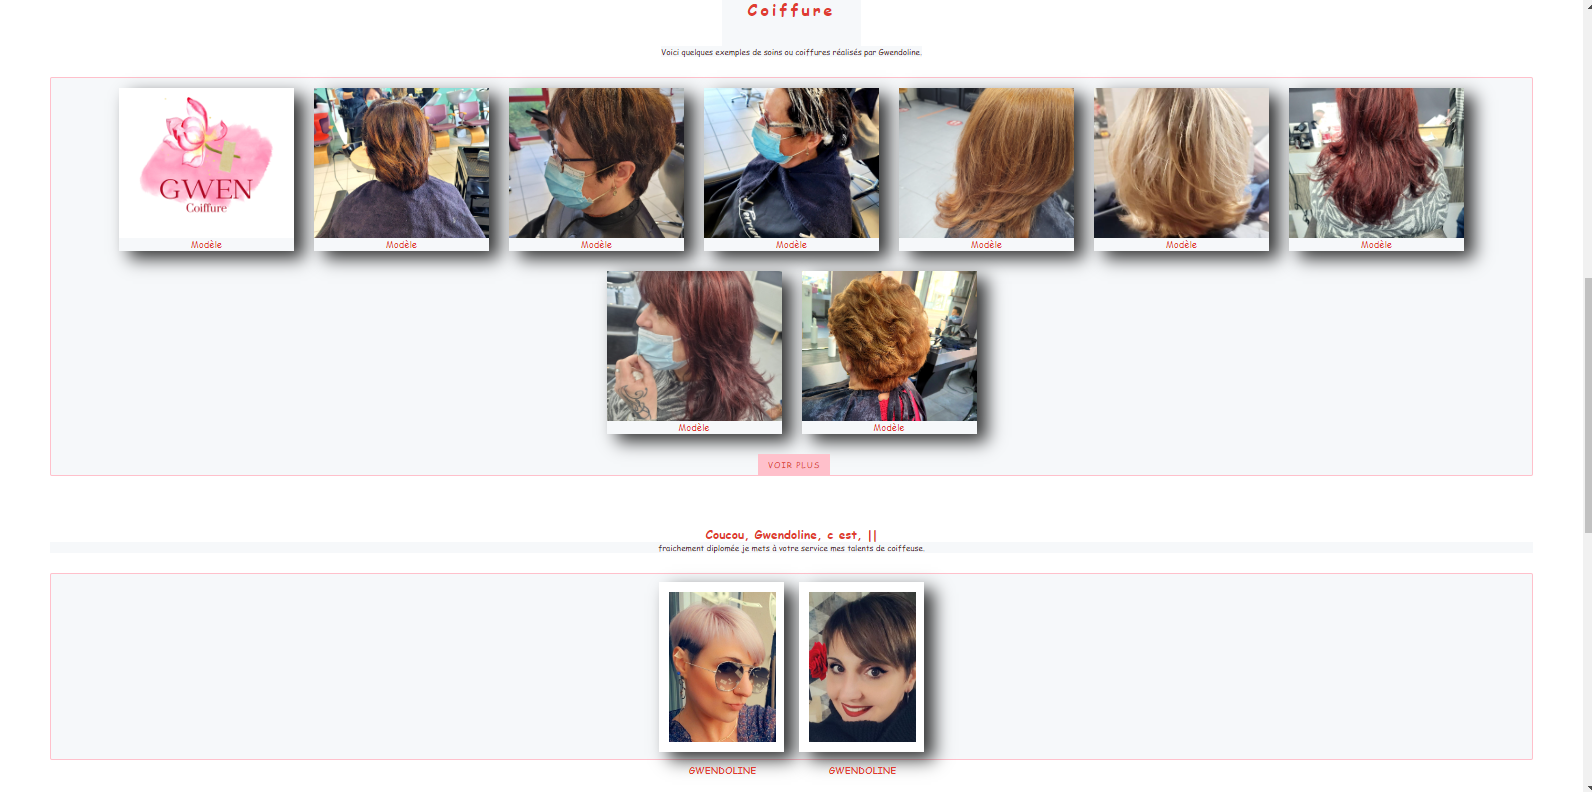 Coiffure
Voici quelques exemples de soins ou coiffures réalisés par Gwendoline.
GWEN
Coiffure
Modèle
Modèle
Modèle
Modèle
Modèle
Modèle
Modèle
Modèle
Modèle
VOIR PLUS
Coucou, Gwendoline, c est, ||
fraichement diplomée je mets à votre service mes talents de coiffeuse.
GWENDOLINE
GWENDOLINE